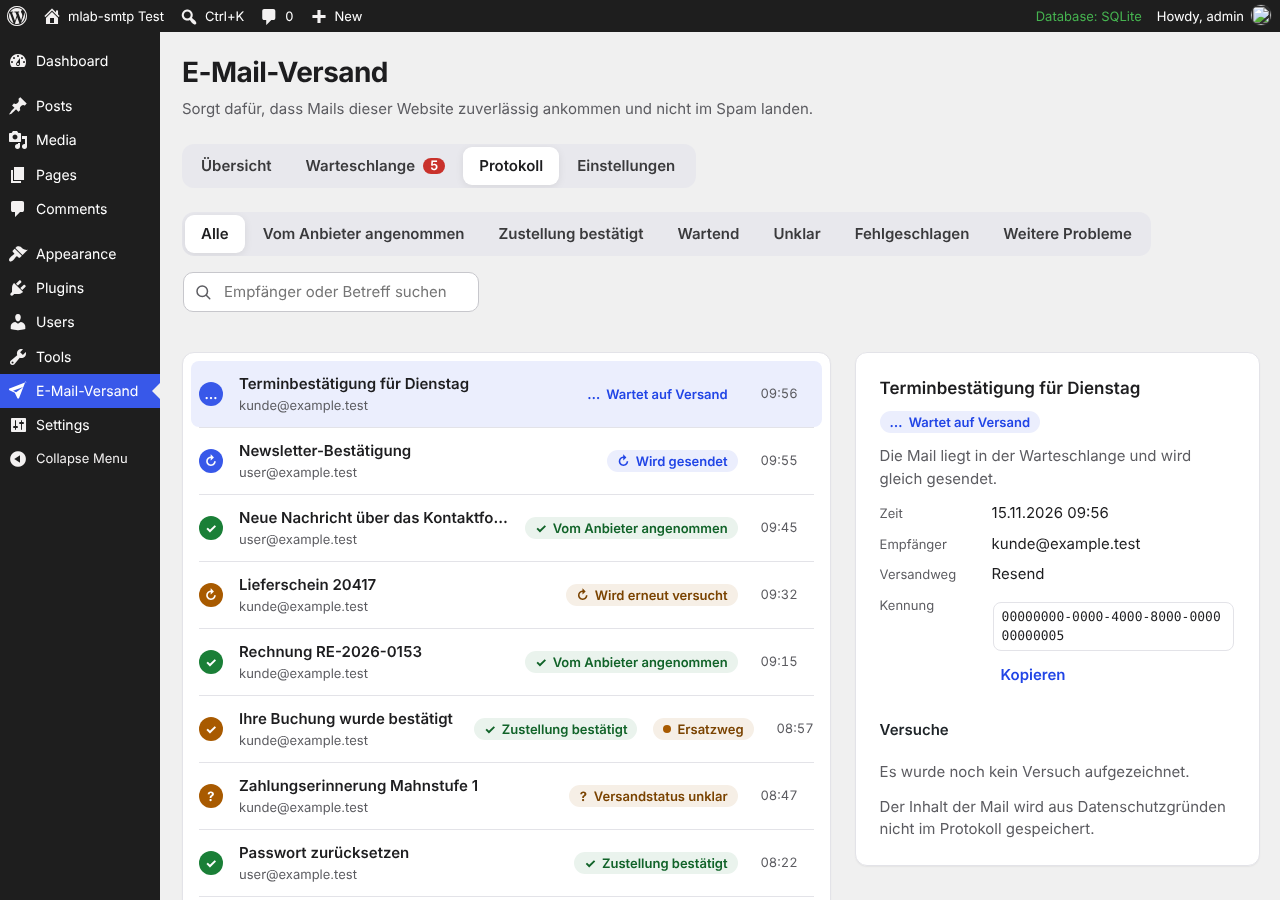 mlab-smtp Test
Ctrl+K
0
New
Database: SQLite
Howdy, admin
Dashboard
Posts
Media
Pages
Comments
Appearance
Plugins
Users
Tools
E-Mail-Versand
Settings
Collapse Menu
E-Mail-Versand
Sorgt dafür, dass Mails dieser Website zuverlässig ankommen und nicht im Spam landen.
Übersicht
Warteschlange 5
Protokoll
Einstellungen
Alle
Vom Anbieter angenommen
Zustellung bestätigt
Wartend
Unklar
Fehlgeschlagen
Weitere Probleme
Empfänger oder Betreff suchen
... Terminbestätigung für Dienstag
kunde@example.test
... Wartet auf Versand
09:56
Newsletter-Bestätigung
user@example.test
Wird gesendet
09:55
Neue Nachricht über das Kontaktfo...
user@example.test
Vom Anbieter angenommen
09:45
Lieferschein 20417
kunde@example.test
Wird erneut versucht
09:32
Rechnung RE-2026-0153
kunde@example.test
Vom Anbieter angenommen
09:15
Ihre Buchung wurde bestätigt
kunde@example.test
Zustellung bestätigt
Ersatzweg
08:57
? Zahlungserinnerung Mahnstufe 1
kunde@example.test
? Versandstatus unklar
08:47
Passwort zurücksetzen
user@example.test
Zustellung bestätigt
08:22
Terminbestätigung für Dienstag
... Wartet auf Versand
Die Mail liegt in der Warteschlange und wird
gleich gesendet.
Zeit 15.11.2026 09:56
Empfänger kunde@example.test
Versandweg Resend
Kennung 00000000-0000-4000-8000-0000
00000005
Kopieren
Versuche
Es wurde noch kein Versuch aufgezeichnet.
Der Inhalt der Mail wird aus Datenschutzgründen
nicht im Protokoll gespeichert.